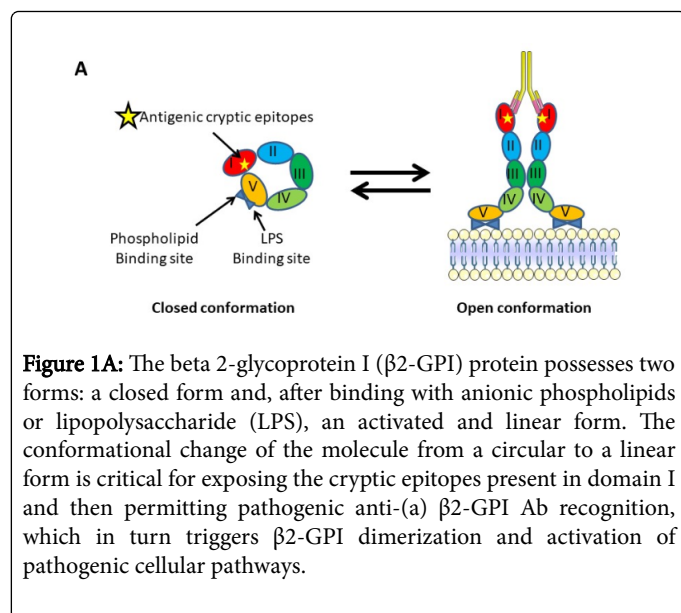 A
Antigenic cryptic epitopes
I
II
III
IV
V
Phospholipid
Binding site
LPS
Binding site
Closed conformation
I
I
II
II
III
III
IV
IV
V
V
Open conformation
Figure 1A: The beta 2-glycoprotein I (β2-GPI) protein possesses two
forms: a closed form and, after binding with anionic phospholipids
or lipopolysaccharide (LPS), an activated and linear form. The
conformational change of the molecule from a circular to a linear
form is critical for exposing the cryptic epitopes present in domain I
and then permitting pathogenic anti-(a) β2-GPI Ab recognition,
which in turn triggers β2-GPI dimerization and activation of
pathogenic cellular pathways.